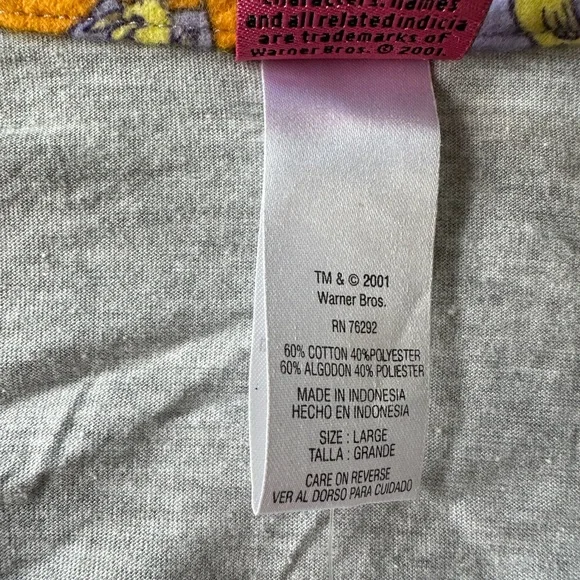 characters, names
and all related indicia
are trademarks of
Warner Bros. © 2001.
TM & © 2001
Warner Bros.
RN 76292
60% COTTON 40%POLYESTER
60% ALGODON 40% POLIESTER
MADE IN INDONESIA
HECHO EN INDONESIA
SIZE : LARGE
TALLA : GRANDE
CARE ON REVERSE
VER AL DORSO PARA CUIDADO